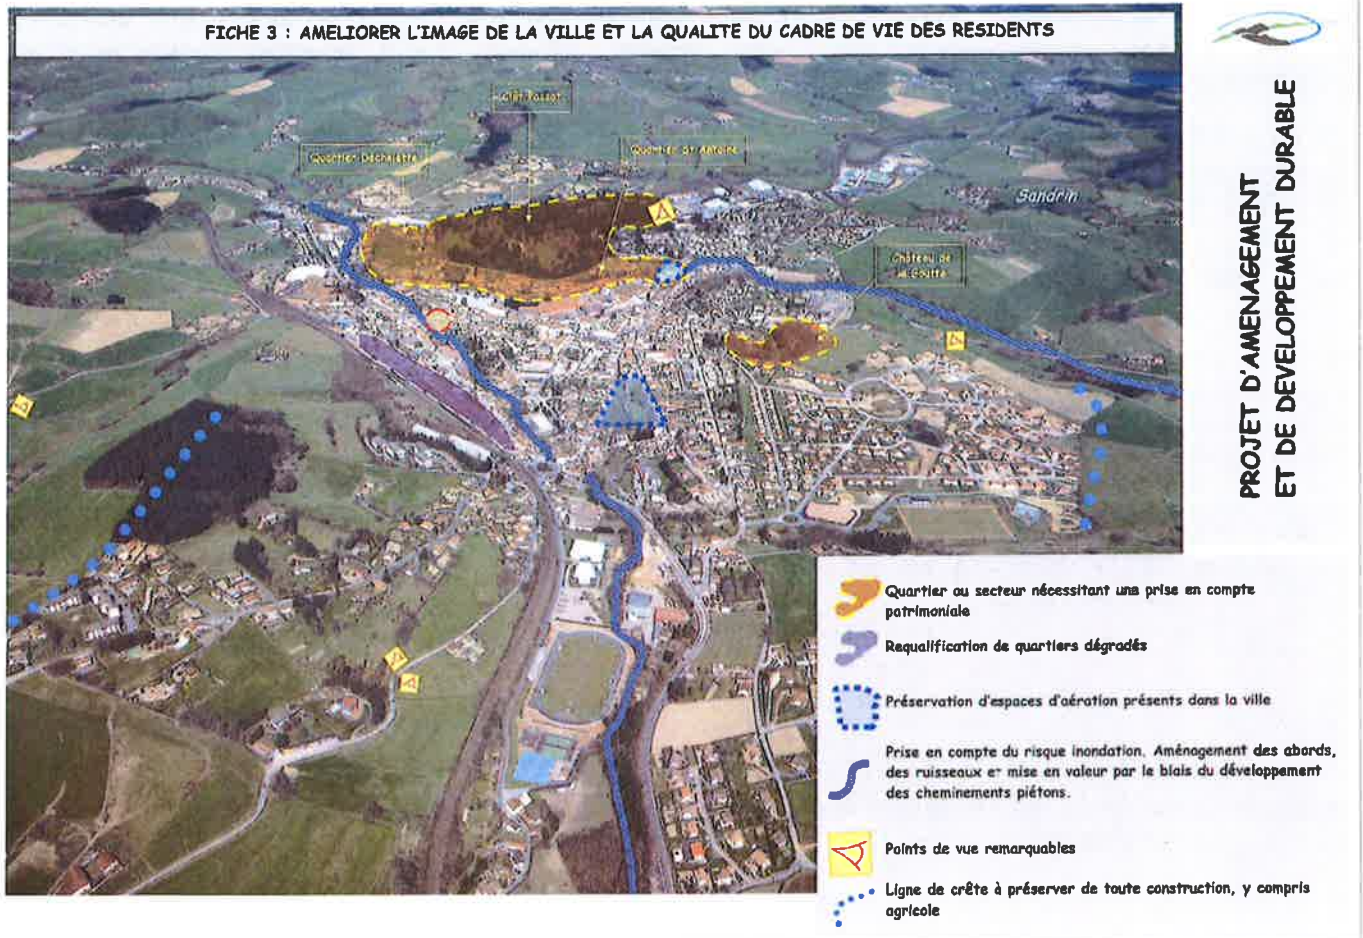 FICHE 3 : AMELIORER L'IMAGE DE LA VILLE ET LA QUALITE DU CADRE DE VIE DES RESIDENTS
PROJET D'AMENAGEMENT
ET DE DEVELOPPEMENT DURABLE
Quartier Déchelette
Quartier St Antoine
Sandrin
Château de
la Goutte
Quartier ou secteur nécessitant une prise en compte
patrimoniale
Requalification de quartiers dégradés
Préservation d'espaces d'aération présents dans la ville
Prise en compte du risque inondation. Aménagement des abords,
des ruisseaux et mise en valeur par le biais du développement
des cheminements piétons.
Points de vue remarquables
Ligne de crête à préserver de toute construction, y compris
agricole